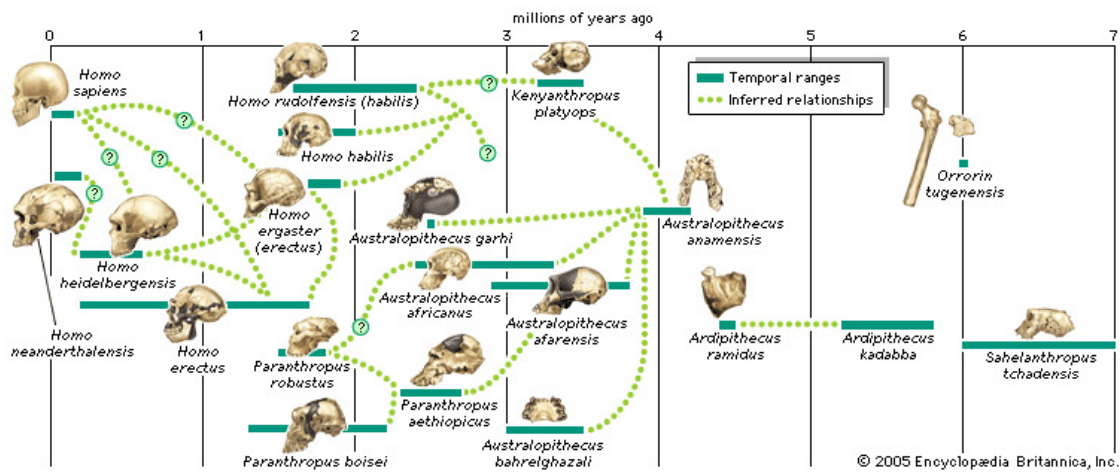 millions of years ago
0 1 2 3 4 5 6 7
Homo
sapiens
Homo rudolfensis (habilis)
Kenyanthropus
platyops
Temporal ranges
Inferred relationships
?
?
?
?
?
?
?
Homo habilis
Orrorin
tugenensis
Homo
ergaster
(erectus)
Australopithecus garhi
Australopithecus
anamensis
Homo
heidelbergensis
Australopithecus
africanus
Australopithecus
afarensis
Homo
neanderthalensis
Homo
erectus
Paranthropus
robustus
Ardipithecus
ramidus
Ardipithecus
kadabba
Sahelanthropus
tchadensis
Paranthropus
aethiopicus
Paranthropus boisei
Australopithecus
bahrelghazali
© 2005 Encyclopædia Britannica, Inc.